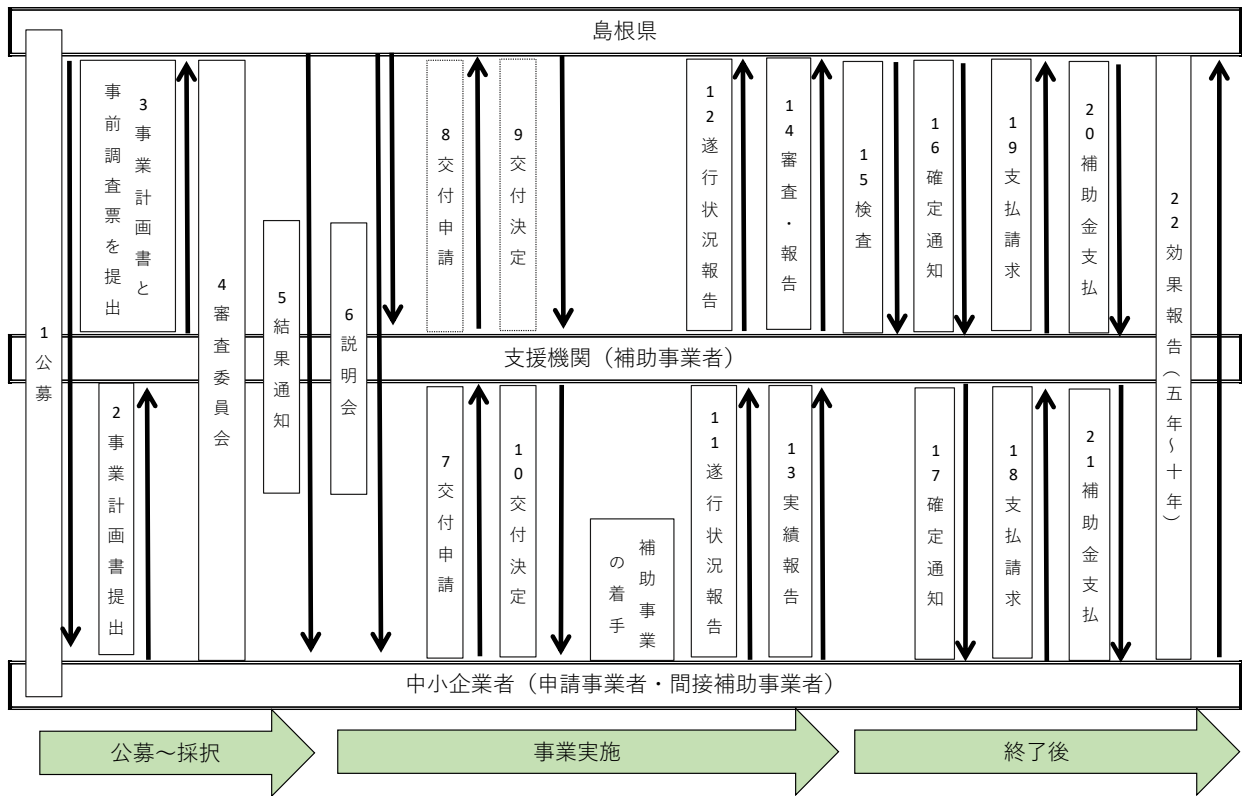 島根県
1公募
2事業計画書提出
3事業計画書と
事前調査票を提出
4審査委員会
5結果通知
6説明会
7交付申請
8交付申請
9交付決定
10交付決定
補助事業
の着手
11遂行状況報告
12遂行状況報告
13実績報告
14審査・報告
15検査
16確定通知
17確定通知
18支払請求
19支払請求
20補助金支払
21補助金支払
22効果報告(五年～十年)
支援機関（補助事業者）
中小企業者（申請事業者・間接補助事業者）
公募～採択
事業実施
終了後